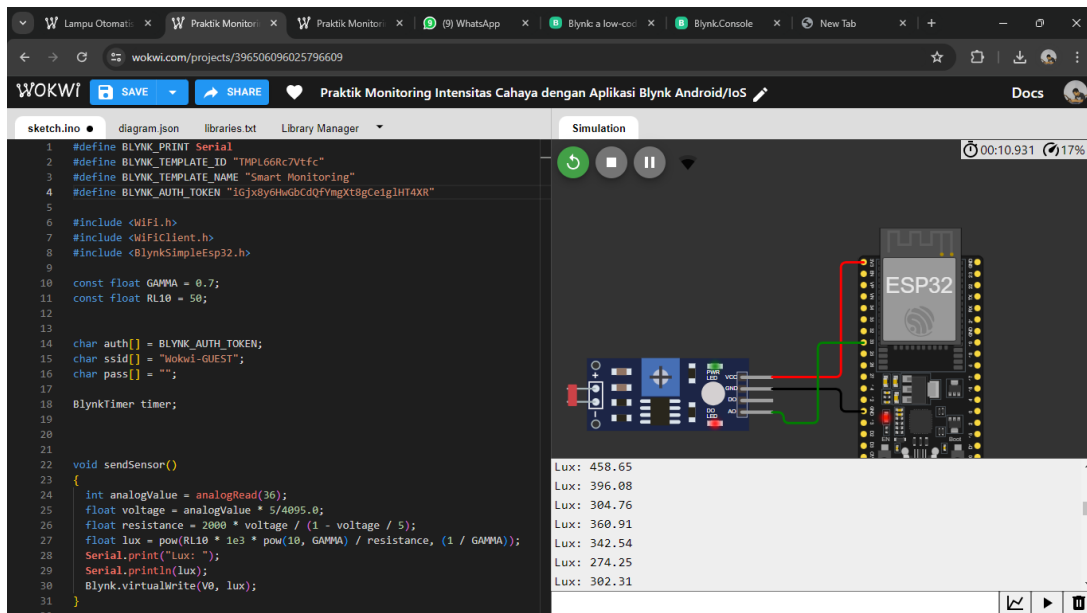 Lampu Otomatis
Praktik Monitori
Praktik Monitori
(9) WhatsApp
Blynk: a low-cod
Blynk.Console
New Tab
wokwi.com/projects/396506096025796609
WOKWI
SAVE
SHARE
Praktik Monitoring Intensitas Cahaya dengan Aplikasi Blynk Android/IoS
Docs
sketch.ino
diagram.json
libraries.txt
Library Manager
1 #define BLYNK_PRINT Serial
2 #define BLYNK_TEMPLATE_ID "TMPL66Rc7Vtfc"
3 #define BLYNK_TEMPLATE_NAME "Smart Monitoring"
4 #define BLYNK_AUTH_TOKEN "iGjx8y6HwGbCdQfYmgXt8gCeiglHT4XR"
5
6 #include <WiFi.h>
7 #include <WiFiClient.h>
8 #include <BlynkSimpleEsp32.h>
9
10 const float GAMMA = 0.7;
11 const float RL10 = 50;
12
13
14 char auth[] = BLYNK_AUTH_TOKEN;
15 char ssid[] = "Wokwi-GUEST";
16 char pass[] = "";
17
18 BlynkTimer timer;
19
20
21
22 void sendSensor()
23 {
24 int analogValue = analogRead(36);
25 float voltage = analogValue * 5/4095.0;
26 float resistance = 2000 * voltage / (1 - voltage / 5);
27 float lux = pow(RL10 * 1e3 * pow(10, GAMMA) / resistance, (1 / GAMMA));
28 Serial.print("Lux: ");
29 Serial.println(lux);
30 Blynk.virtualWrite(V0, lux);
31 }
Simulation
00:10.931
17%
ESP32
EN
Boot
PWR
LED
VCC
GND
DO
AO
DO
LED
Lux: 458.65
Lux: 396.08
Lux: 304.76
Lux: 360.91
Lux: 342.54
Lux: 274.25
Lux: 302.31